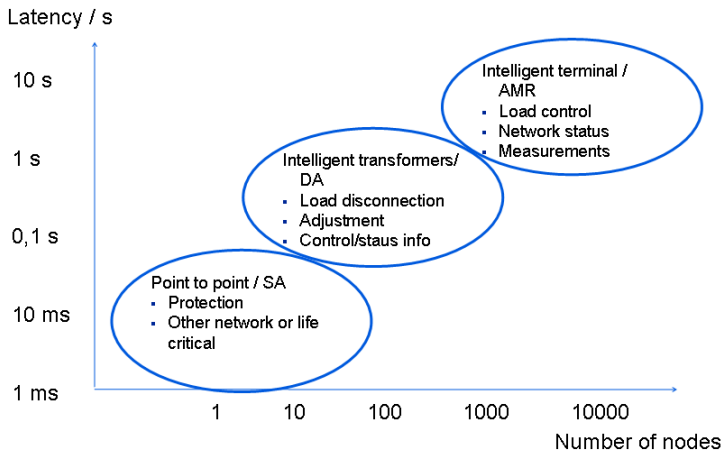 Latency / s
10 s
1 s
0,1 s
10 ms
1 ms
Intelligent terminal /
AMR
▪ Load control
▪ Network status
▪ Measurements
Intelligent transformers/
DA
▪ Load disconnection
▪ Adjustment
▪ Control/staus info
Point to point / SA
▪ Protection
▪ Other network or life
critical
1 10 100 1000 10000
Number of nodes